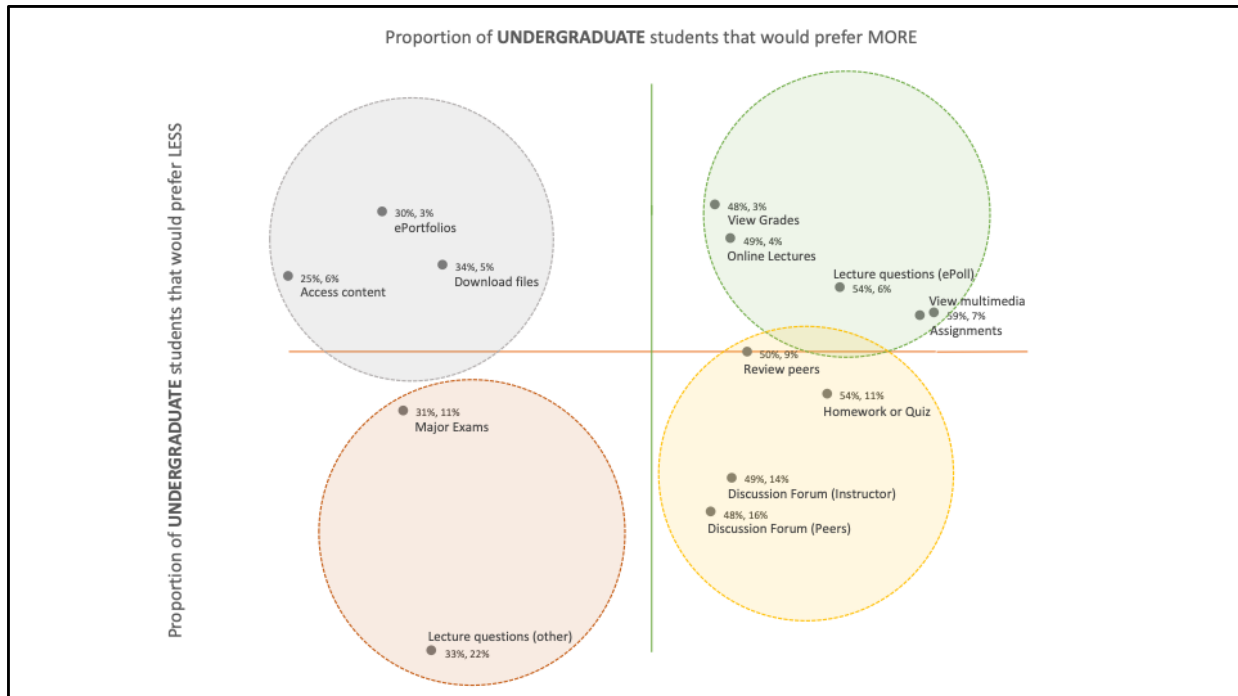 Proportion of UNDERGRADUATE students that would prefer MORE
Proportion of UNDERGRADUATE students that would prefer LESS
30%, 3%
ePortfolios
34%, 5%
Download files
25%, 6%
Access content
48%, 3%
View Grades
49%, 4%
Online Lectures
Lecture questions (ePoll)
54%, 6%
View multimedia
59%, 7%
Assignments
50%, 9%
Review peers
54%, 11%
Homework or Quiz
31%, 11%
Major Exams
49%, 14%
Discussion Forum (Instructor)
48%, 16%
Discussion Forum (Peers)
Lecture questions (other)
33%, 22%